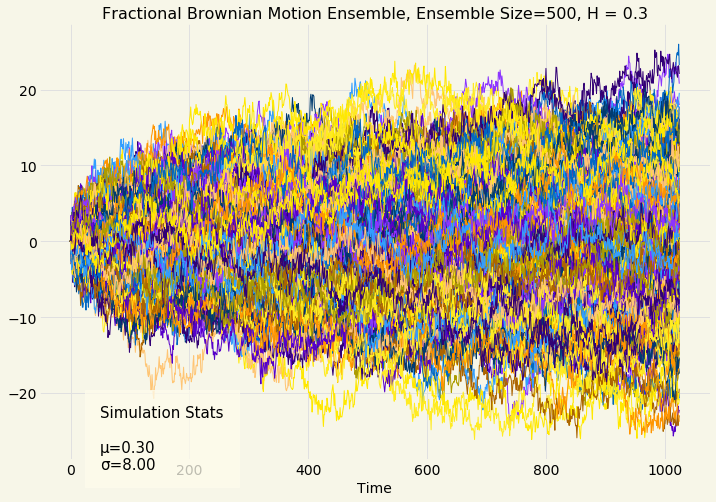 Fractional Brownian Motion Ensemble, Ensemble Size=500, H = 0.3
20
10
0
−10
−20
Simulation Stats
μ=0.30
σ=8.00
0 200 400 600 800 1000
Time